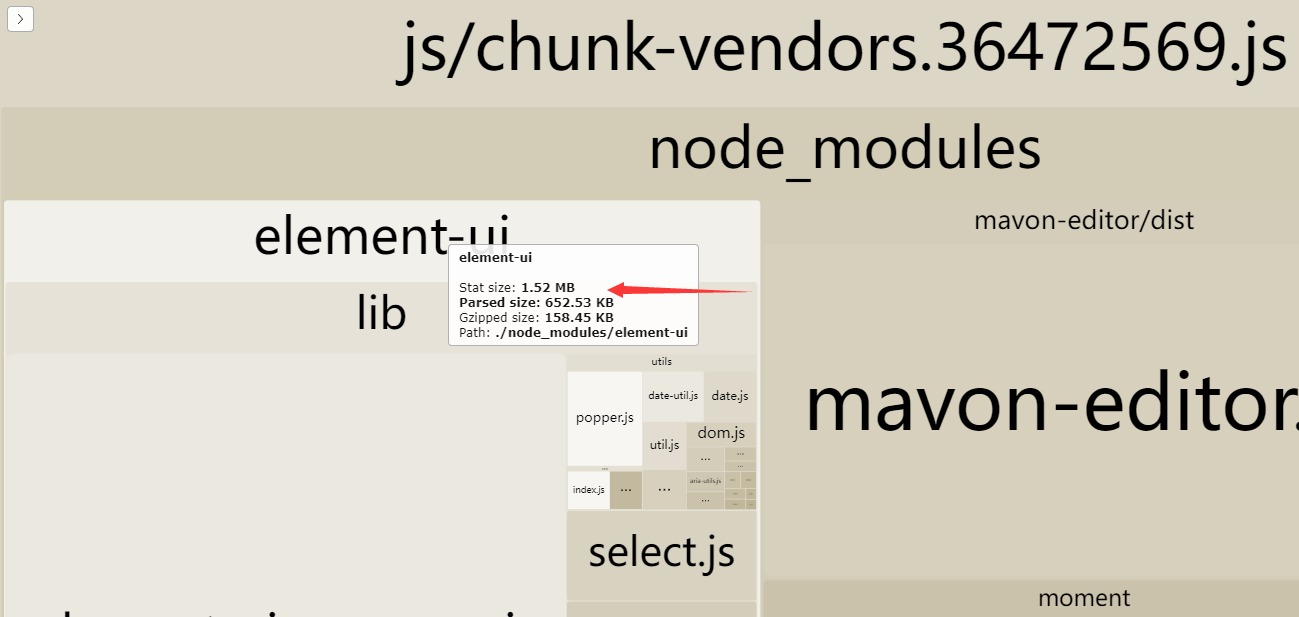 js/chunk-vendors.36472569.js
node_modules
element-ui
mavon-editor/dist
element-ui
Stat size: 1.52 MB
Parsed size: 652.53 KB
Gzipped size: 158.45 KB
Path: ./node_modules/element-ui
lib
utils
popper.js
date-util.js
date.js
util.js
dom.js
...
...
...
...
index.js
...
...
aria-utils.js
...
mavon-editor.
select.js
moment